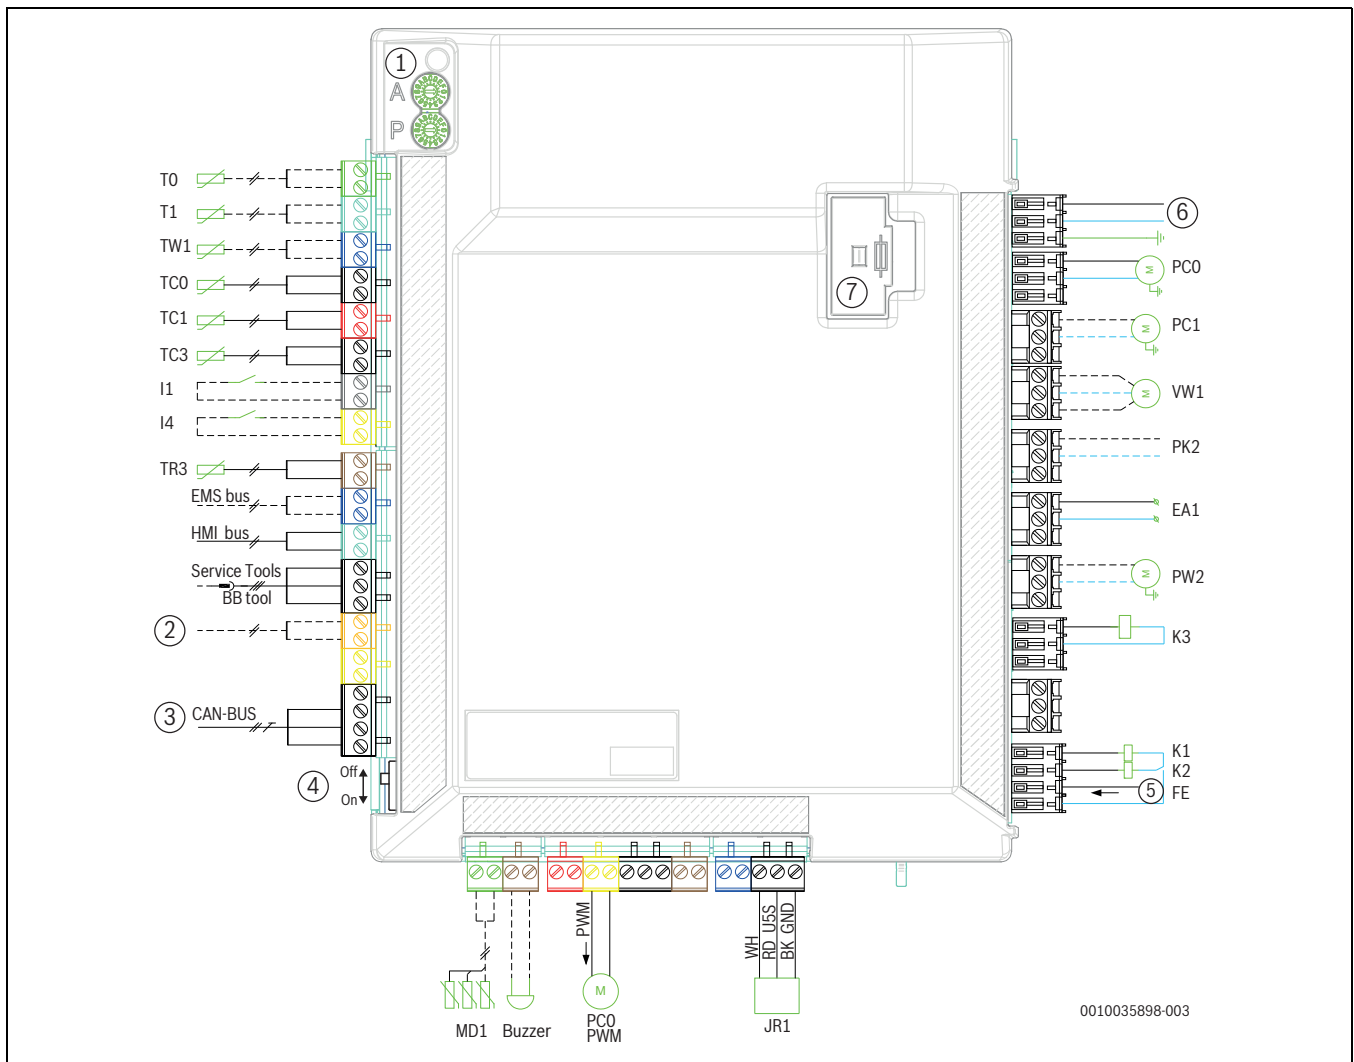 1
A
P
T0
T1
TW1
TC0
TC1
TC3
I1
I4
TR3
EMS bus
HMI bus
Service Tools
BB tool
2
3 CAN-BUS
4 Off
On
6
PC0
7
PC1
VW1
PK2
EA1
PW2
K3
K1
K2
5 FE
PWM
WH
RD U5S
BK GND
M
M
M
M
M
MD1
Buzzer
PC0
PWM
JR1
0010035898-003